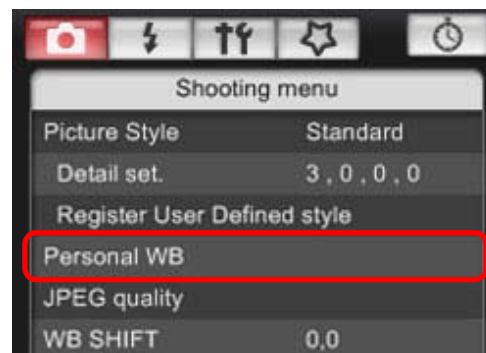 Shooting menu
Picture Style Standard
Detail set. 3 , 0 , 0 , 0
Register User Defined style
Personal WB
JPEG quality
WB SHIFT 0,0